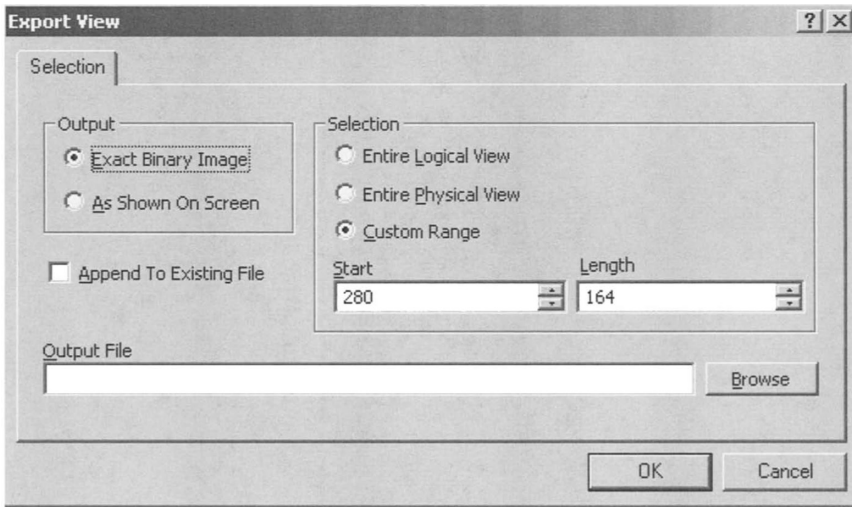 Export View
Selection
Output
Exact Binary Image
As Shown On Screen
Append To Existing File
Selection
Entire Logical View
Entire Physical View
Custom Range
Start
Length
280
164
Output File
Browse
OK
Cancel